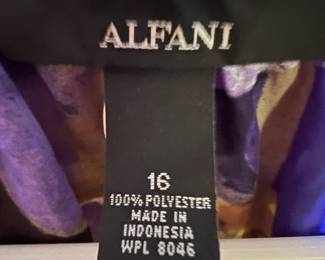 ALFANI
16
100% POLYESTER
MADE IN
INDONESIA
WPL 8046